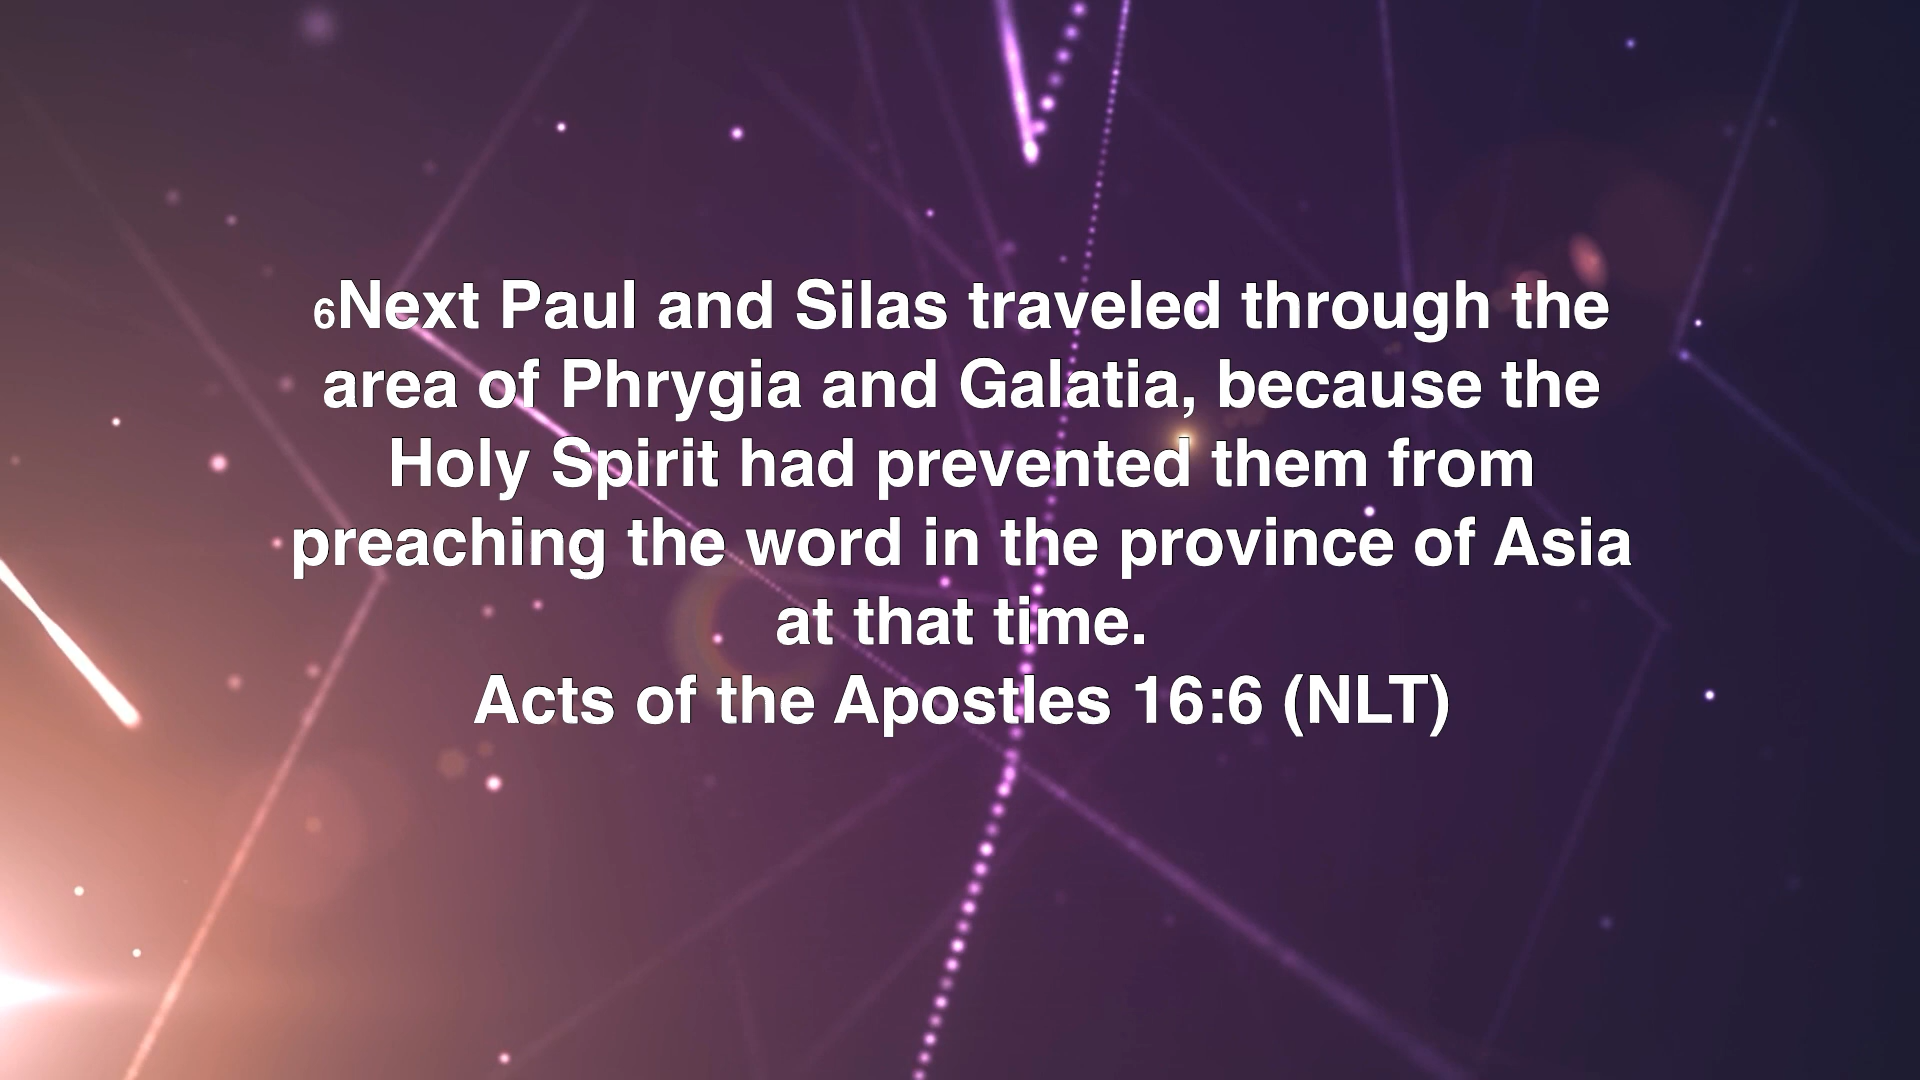 6Next Paul and Silas traveled through the
area of Phrygia and Galatia, because the
Holy Spirit had prevented them from
preaching the word in the province of Asia
at that time.
Acts of the Apostles 16:6 (NLT)